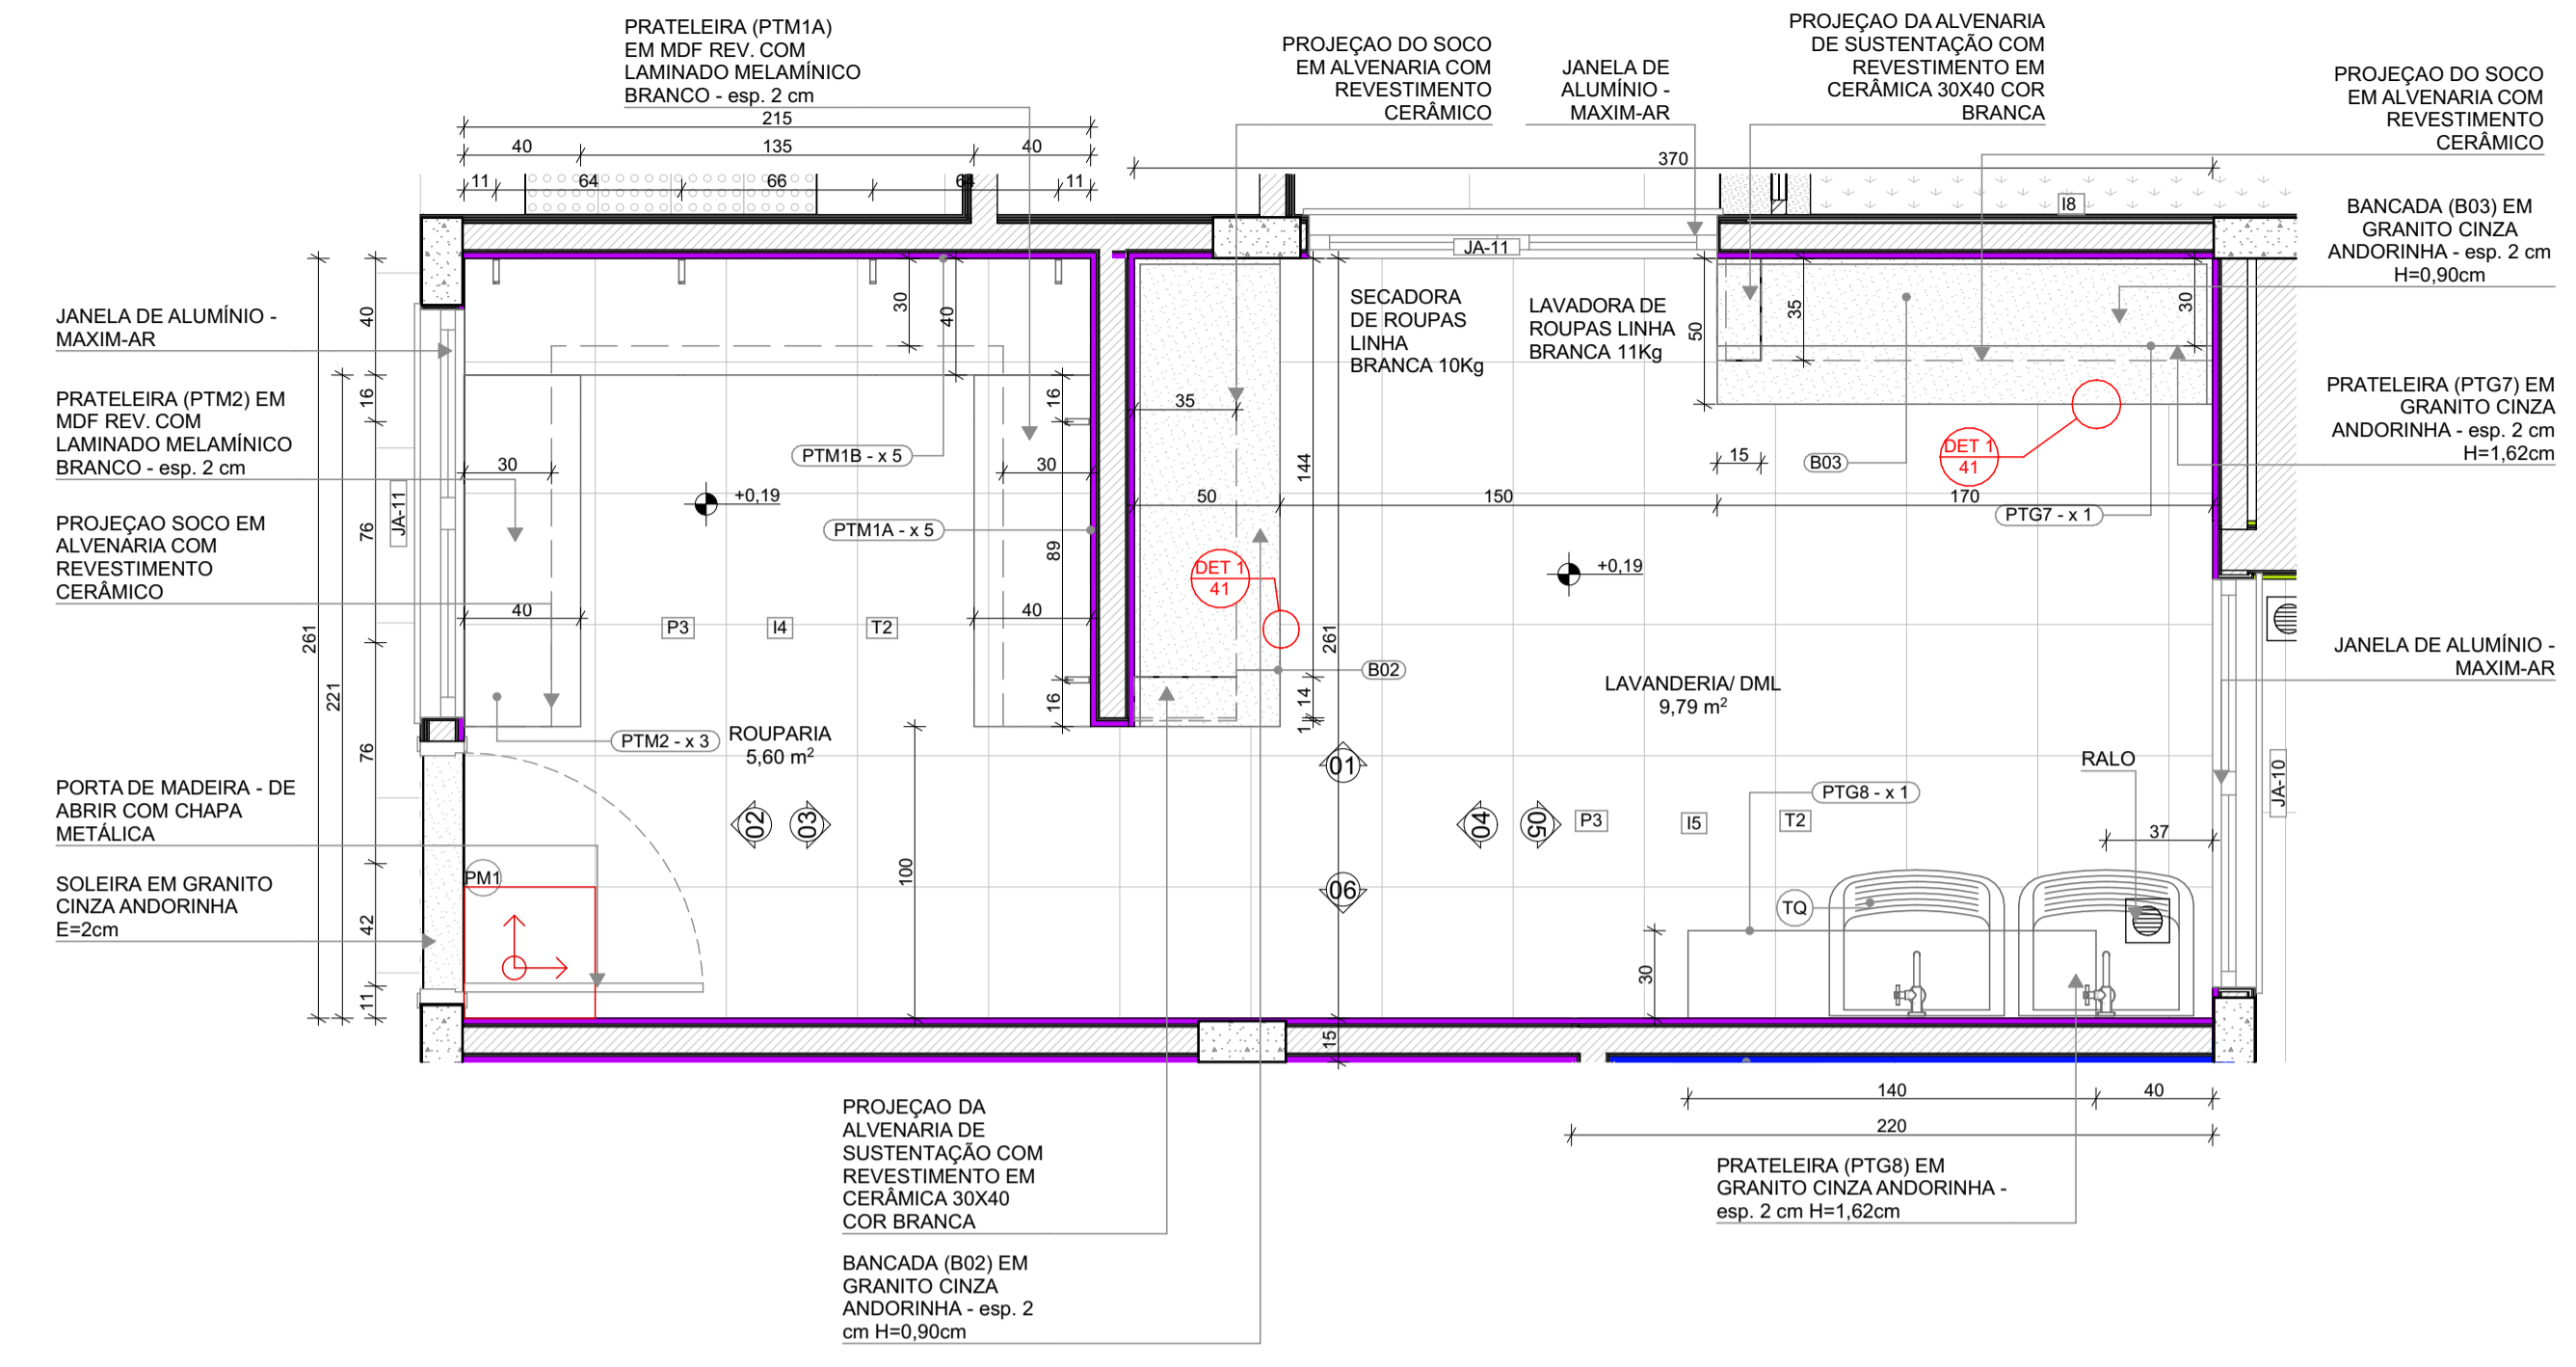 PRATELEIRA (PTM1A)
EM MDF REV. COM
LAMINADO MELAMÍNICO
BRANCO - esp. 2 cm
PROJEÇAO DO SOCO
EM ALVENARIA COM
REVESTIMENTO
CERÂMICO
JANELA DE
ALUMÍNIO -
MAXIM-AR
PROJEÇAO DA ALVENARIA
DE SUSTENTAÇÃO COM
REVESTIMENTO EM
CERÂMICA 30X40 COR
BRANCA
PROJEÇAO DO SOCO
EM ALVENARIA COM
REVESTIMENTO
CERÂMICO
215
40
135
40
370
11
64
66
64
11
I8
BANCADA (B03) EM
GRANITO CINZA
ANDORINHA - esp. 2 cm
H=0,90cm
JA-11
JANELA DE ALUMÍNIO -
MAXIM-AR
40
30
40
SECADORA
DE ROUPAS
LINHA
BRANCA 10Kg
LAVADORA DE
ROUPAS LINHA
BRANCA 11Kg
50
35
30
PRATELEIRA (PTM2) EM
MDF REV. COM
LAMINADO MELAMÍNICO
BRANCO - esp. 2 cm
16
16
35
PRATELEIRA (PTG7) EM
GRANITO CINZA
ANDORINHA - esp. 2 cm
H=1,62cm
PTM1B - x 5
30
30
144
15
B03
DET 1
41
+0,19
50
150
170
PTG7 - x 1
PROJEÇAO SOCO EM
ALVENARIA COM
REVESTIMENTO
CERÂMICO
JA-11
76
PTM1A - x 5
89
DET 1
41
+0,19
40
40
P3
I4
T2
261
221
261
JANELA DE ALUMÍNIO -
MAXIM-AR
B02
LAVANDERIA/ DML
9,79 m²
16
14
1
PTM2 - x 3
ROUPARIA
5,60 m²
76
01
RALO
JA-10
PORTA DE MADEIRA - DE
ABRIR COM CHAPA
METÁLICA
PTG8 - x 1
02
03
04
05
P3
I5
T2
37
100
PM1
06
SOLEIRA EM GRANITO
CINZA ANDORINHA
E=2cm
42
TQ
30
11
15
140
40
220
PROJEÇAO DA
ALVENARIA DE
SUSTENTAÇÃO COM
REVESTIMENTO EM
CERÂMICA 30X40
COR BRANCA
PRATELEIRA (PTG8) EM
GRANITO CINZA ANDORINHA -
esp. 2 cm H=1,62cm
BANCADA (B02) EM
GRANITO CINZA
ANDORINHA - esp. 2
cm H=0,90cm